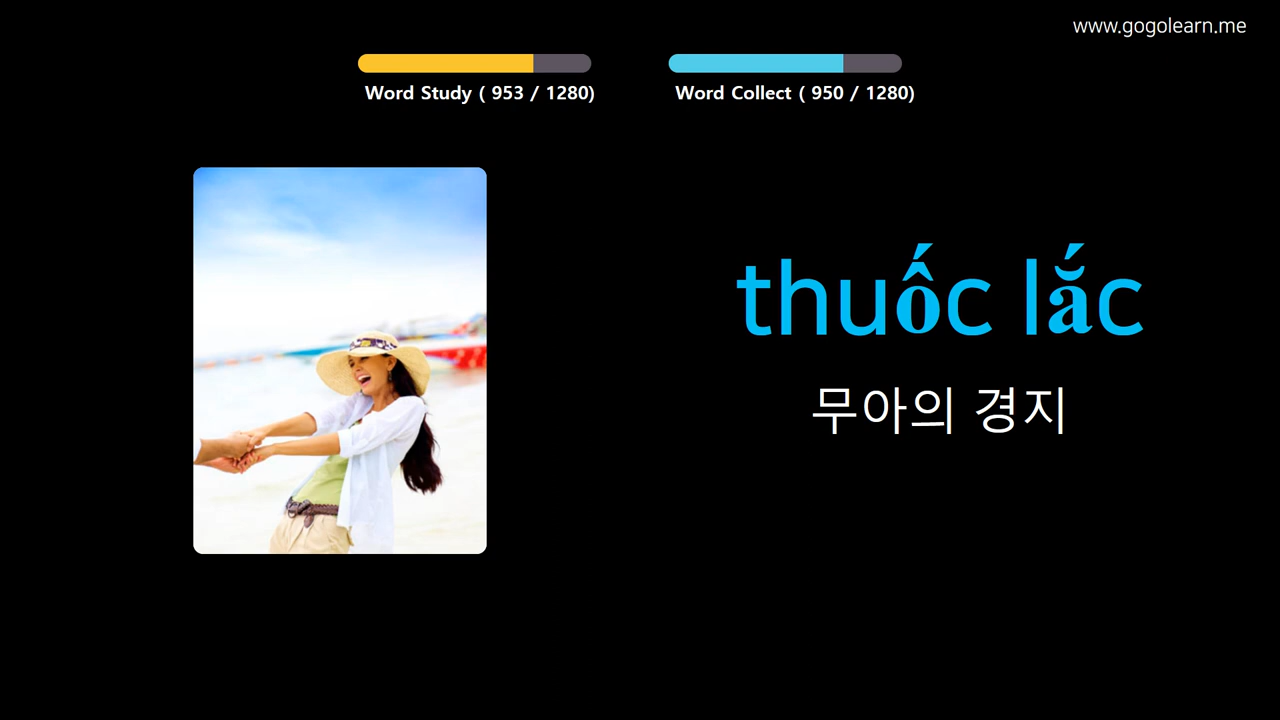 www.gogolearn.me
Word Study ( 953 / 1280)
Word Collect ( 950 / 1280)
thuốc lắc
무아의 경지